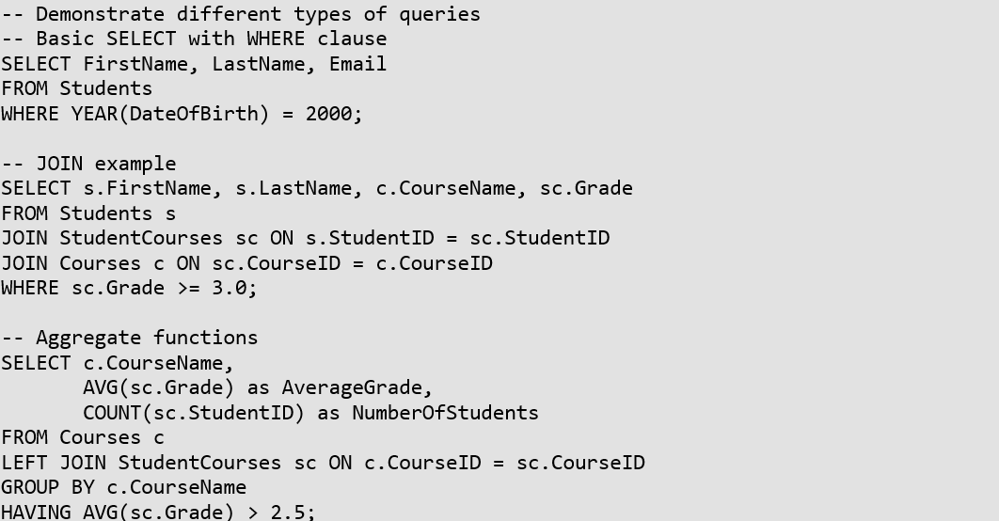 -- Demonstrate different types of queries
-- Basic SELECT with WHERE clause
SELECT FirstName, LastName, Email
FROM Students
WHERE YEAR(DateOfBirth) = 2000;

-- JOIN example
SELECT s.FirstName, s.LastName, c.CourseName, sc.Grade
FROM Students s
JOIN StudentCourses sc ON s.StudentID = sc.StudentID
JOIN Courses c ON sc.CourseID = c.CourseID
WHERE sc.Grade >= 3.0;

-- Aggregate functions
SELECT c.CourseName,
       AVG(sc.Grade) as AverageGrade,
       COUNT(sc.StudentID) as NumberOfStudents
FROM Courses c
LEFT JOIN StudentCourses sc ON c.CourseID = sc.CourseID
GROUP BY c.CourseName
HAVING AVG(sc.Grade) > 2.5;